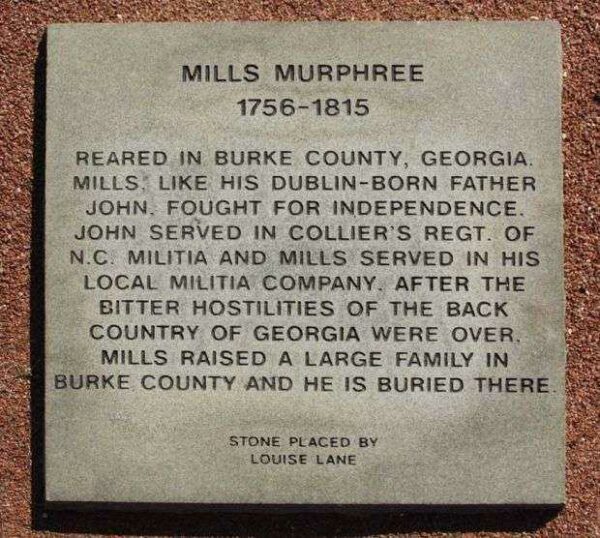 MILLS MURPHREE
1756-1815
REARED IN BURKE COUNTY, GEORGIA.
MILLS, LIKE HIS DUBLIN-BORN FATHER
JOHN, FOUGHT FOR INDEPENDENCE.
JOHN SERVED IN COLLIER'S REGT. OF
N.C. MILITIA AND MILLS SERVED IN HIS
LOCAL MILITIA COMPANY. AFTER THE
BITTER HOSTILITIES OF THE BACK
COUNTRY OF GEORGIA WERE OVER,
MILLS RAISED A LARGE FAMILY IN
BURKE COUNTY AND HE IS BURIED THERE.
STONE PLACED BY
LOUISE LANE